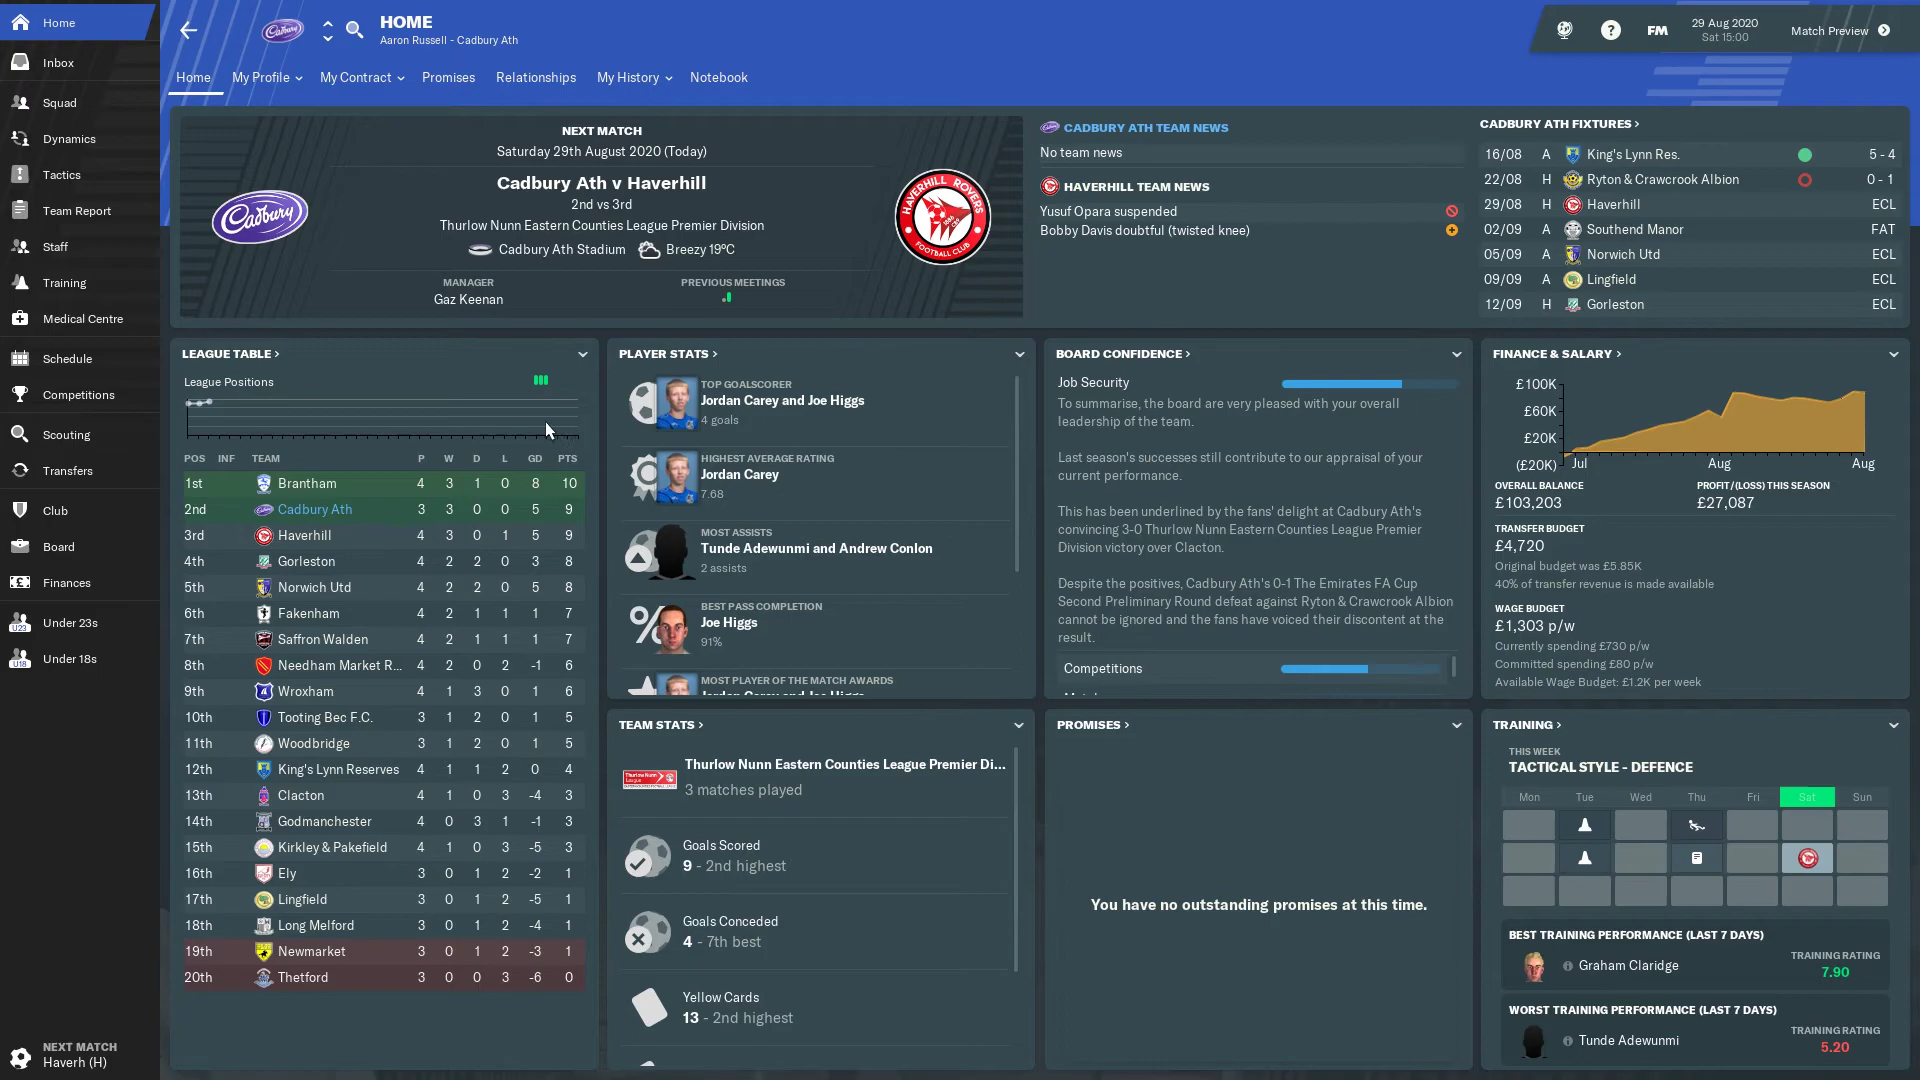 Home
Inbox
Squad
Dynamics
Tactics
Team Report
Staff
Training
Medical Centre
Schedule
Competitions
Scouting
Transfers
Club
Board
Finances
U23
Under 23s
U18
Under 18s
NEXT MATCH
Haverh (H)
Cadbury
HOME
Aaron Russell - Cadbury Ath
FM
29 Aug 2020
Sat 15:00
Match Preview
Home
My Profile
My Contract
Promises
Relationships
My History
Notebook
NEXT MATCH
Saturday 29th August 2020 (Today)
Cadbury Ath v Haverhill
2nd vs 3rd
Thurlow Nunn Eastern Counties League Premier Division
Cadbury Ath Stadium Breezy 19ºC
MANAGER
Gaz Keenan
PREVIOUS MEETINGS
Cadbury
HAVERHILL ROVERS
FOOTBALL CLUB
CADBURY ATH TEAM NEWS
No team news
HAVERHILL TEAM NEWS
Yusuf Opara suspended
Bobby Davis doubtful (twisted knee)
CADBURY ATH FIXTURES >
16/08 A King's Lynn Res. 5 - 4
22/08 H Ryton & Crawcrook Albion 0 - 1
29/08 H Haverhill ECL
02/09 A Southend Manor FAT
05/09 A Norwich Utd ECL
09/09 A Lingfield ECL
12/09 H Gorleston ECL
LEAGUE TABLE >
League Positions
POS INF TEAM P W D L GD PTS
1st Brantham 4 3 1 0 8 10
2nd Cadbury Ath 3 3 0 0 5 9
3rd Haverhill 4 3 0 1 5 9
4th Gorleston 4 2 2 0 3 8
5th Norwich Utd 4 2 2 0 5 8
6th Fakenham 4 2 1 1 1 7
7th Saffron Walden 4 2 1 1 1 7
8th Needham Market R... 4 2 0 2 -1 6
9th Wroxham 4 1 3 0 1 6
10th Tooting Bec F.C. 3 1 2 0 1 5
11th Woodbridge 3 1 2 0 1 5
12th King's Lynn Reserves 4 1 1 2 0 4
13th Clacton 4 1 0 3 -4 3
14th Godmanchester 4 0 3 1 -1 3
15th Kirkley & Pakefield 4 1 0 3 -5 3
16th Ely 3 0 1 2 -2 1
17th Lingfield 3 0 1 2 -5 1
18th Long Melford 3 0 1 2 -4 1
19th Newmarket 3 0 1 2 -3 1
20th Thetford 3 0 0 3 -6 0
PLAYER STATS >
TOP GOALSCORER
Jordan Carey and Joe Higgs
4 goals
HIGHEST AVERAGE RATING
Jordan Carey
7.68
MOST ASSISTS
Tunde Adewunmi and Andrew Conlon
2 assists
BEST PASS COMPLETION
Joe Higgs
91%
MOST PLAYER OF THE MATCH AWARDS
Jordan Carey and Joe Higgs
BOARD CONFIDENCE >
Job Security
To summarise, the board are very pleased with your overall
leadership of the team.
Last season's successes still contribute to our appraisal of your
current performance.
This has been underlined by the fans' delight at Cadbury Ath's
convincing 3-0 Thurlow Nunn Eastern Counties League Premier
Division victory over Clacton.
Despite the positives, Cadbury Ath's 0-1 The Emirates FA Cup
Second Preliminary Round defeat against Ryton & Crawcrook Albion
cannot be ignored and the fans have voiced their discontent at the
result.
Competitions
FINANCE & SALARY >
£100K
£60K
£20K
(£20K)
Jul Aug Aug
OVERALL BALANCE
£103,203
PROFIT/(LOSS) THIS SEASON
£27,087
TRANSFER BUDGET
£4,720
Original budget was £5.85K
40% of transfer revenue is made available
WAGE BUDGET
£1,303 p/w
Currently spending £730 p/w
Committed spending £80 p/w
Available Wage Budget: £1.2K per week
TEAM STATS >
Thurlow Nunn Eastern Counties League Premier Di...
3 matches played
Goals Scored
9 - 2nd highest
Goals Conceded
4 - 7th best
Yellow Cards
13 - 2nd highest
PROMISES >
You have no outstanding promises at this time.
TRAINING >
THIS WEEK
TACTICAL STYLE - DEFENCE
Mon Tue Wed Thu Fri Sat Sun
BEST TRAINING PERFORMANCE (LAST 7 DAYS)
Graham Claridge
TRAINING RATING
7.90
WORST TRAINING PERFORMANCE (LAST 7 DAYS)
Tunde Adewunmi
TRAINING RATING
5.20